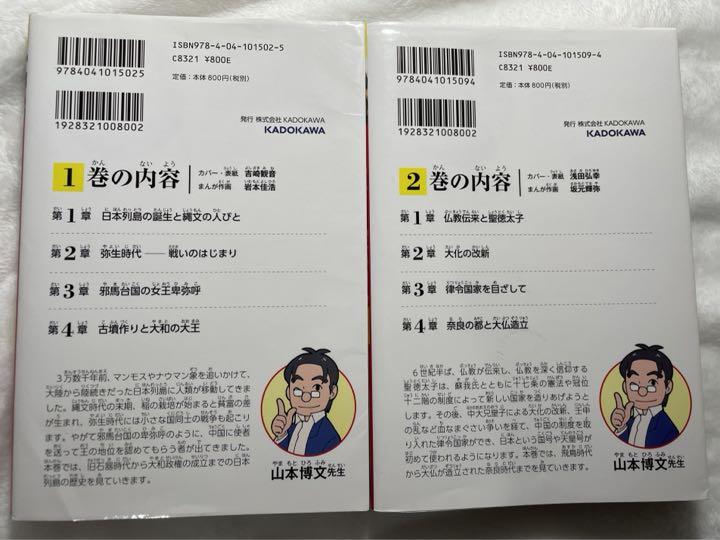 9784041015025
1928321008002
ISBN978-4-04-101502-5
C8321 ¥800E
定価:本体800円(税別)
発行 株式会社KADOKAWA
KADOKAWA
1 巻の内容
カバー・表紙 吉崎観音
まんが作画 岩本佳浩
第1章 日本列島の誕生と縄文の人びと
第2章 弥生時代 ── 戦いのはじまり
第3章 邪馬台国の女王卑弥呼
第4章 古墳作りと大和の大王
3万数千年前、マンモスやナウマン象を追いかけて、
大陸から陸続きだった日本列島に人類が移動してきま
した。縄文時代の末期、稲の栽培が始まると貧富の差
が生まれ、弥生時代には小さな国同士の戦争も起こり
ます。やがて邪馬台国の卑弥呼のように、中国に使者
を送って王の地位を認めてもらう者が出てきました。
本巻では、旧石器時代から大和政権の成立までの日本
列島の歴史を見ていきます。
山本博文先生
9784041015094
1928321008002
ISBN978-4-04-101509-4
C8321 ¥800E
定価:本体800円(税別)
発行 株式会社KADOKAWA
KADOKAWA
2 巻の内容
カバー・表紙 浅田弘幸
まんが作画 坂元輝弥
第1章 仏教伝来と聖徳太子
第2章 大化の改新
第3章 律令国家を目ざして
第4章 奈良の都と大仏造立
6世紀半ば、仏教が伝来し、仏教を深く信仰する
聖徳太子は、蘇我氏とともに十七条の憲法や冠位
十二階の制度によって新しい国家を造りあげようと
します。その後、中大兄皇子による大化の改新、壬申
の乱など血なまぐさい争いを経て、中国の制度を取
り入れた律令国家ができ、日本という国号や天皇号が
初めて使われるようになります。本巻では、飛鳥時代
から大仏が造立された奈良時代までを見ていきます。
山本博文先生